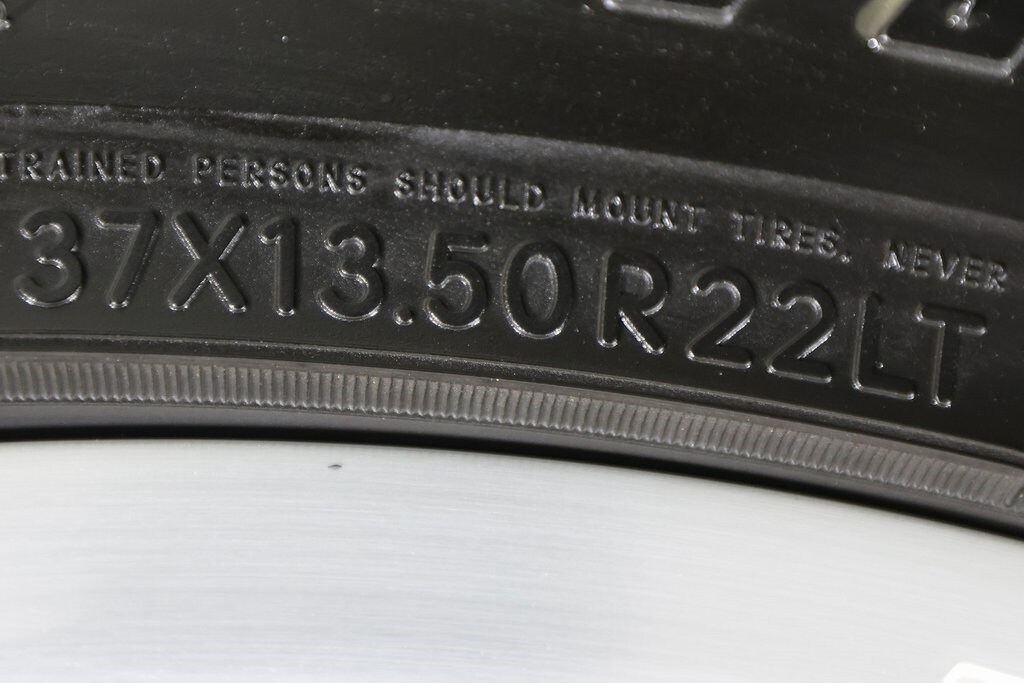 TRAINED PERSONS SHOULD MOUNT TIRES. NEVER
37X13.50R22LT